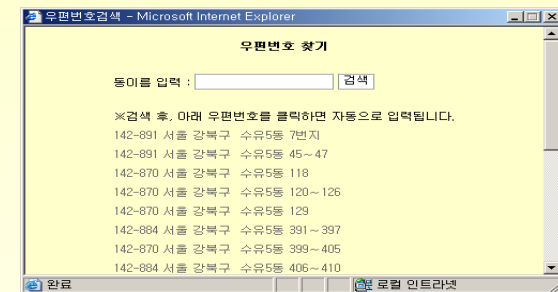 우편번호검색 - Microsoft Internet Explorer
우편번호 찾기
동이름 입력 : 검색
※검색 후, 아래 우편번호를 클릭하면 자동으로 입력됩니다.
142-891 서울 강북구 수유5동 7번지
142-891 서울 강북구 수유5동 45~47
142-870 서울 강북구 수유5동 118
142-870 서울 강북구 수유5동 120~126
142-870 서울 강북구 수유5동 129
142-884 서울 강북구 수유5동 391~397
142-870 서울 강북구 수유5동 399~405
142-884 서울 강북구 수유5동 406~410
완료 로컬 인트라넷